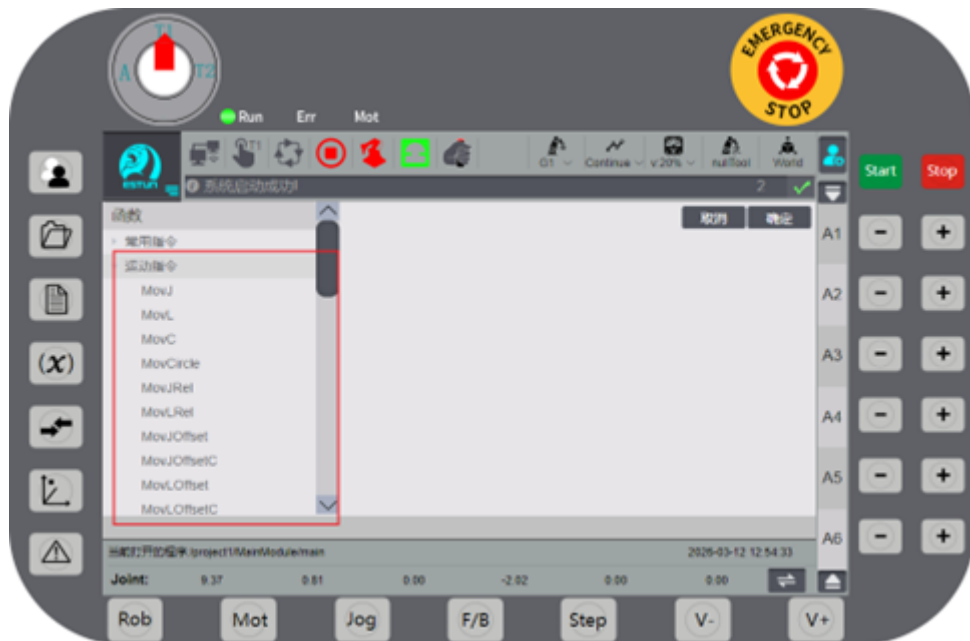 T1
A
T2
EMERGENCY
STOP
Run Err Mot
ESTUN
T1
G1 Continue v:20% nullTool World
Start Stop
系统启动成功! 2
函数
取消 确定
常用指令
运动指令
MovJ
MovL
MovC
MovCircle
MovJRel
MovLRel
MovJOffset
MovJOffsetC
MovLOffset
MovLOffsetC
A1 - +
A2 - +
A3 - +
A4 - +
A5 - +
A6 - +
(x)
当前打开的程序:/project1/MainModule/main 2026-03-12 12:54:33
Joint: 9.37 0.81 0.00 -2.02 0.00 0.00
Rob Mot Jog F/B Step V- V+